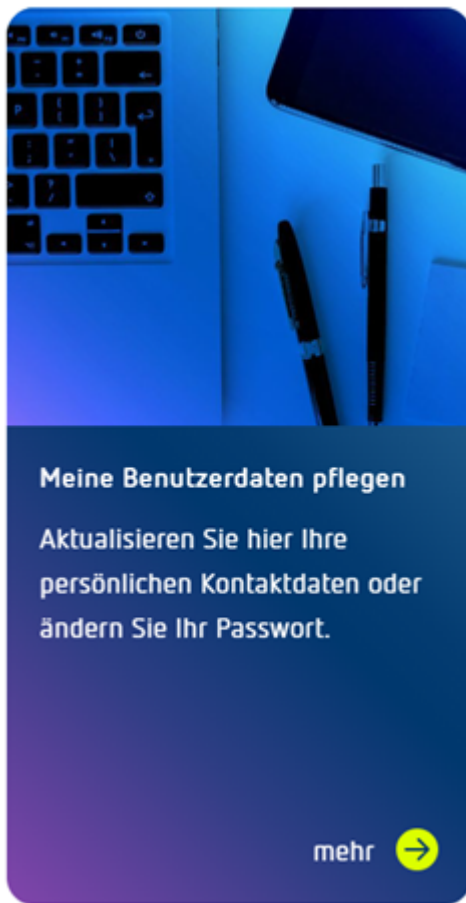 Meine Benutzerdaten pflegen
Aktualisieren Sie hier Ihre
persönlichen Kontaktdaten oder
ändern Sie Ihr Passwort.
mehr